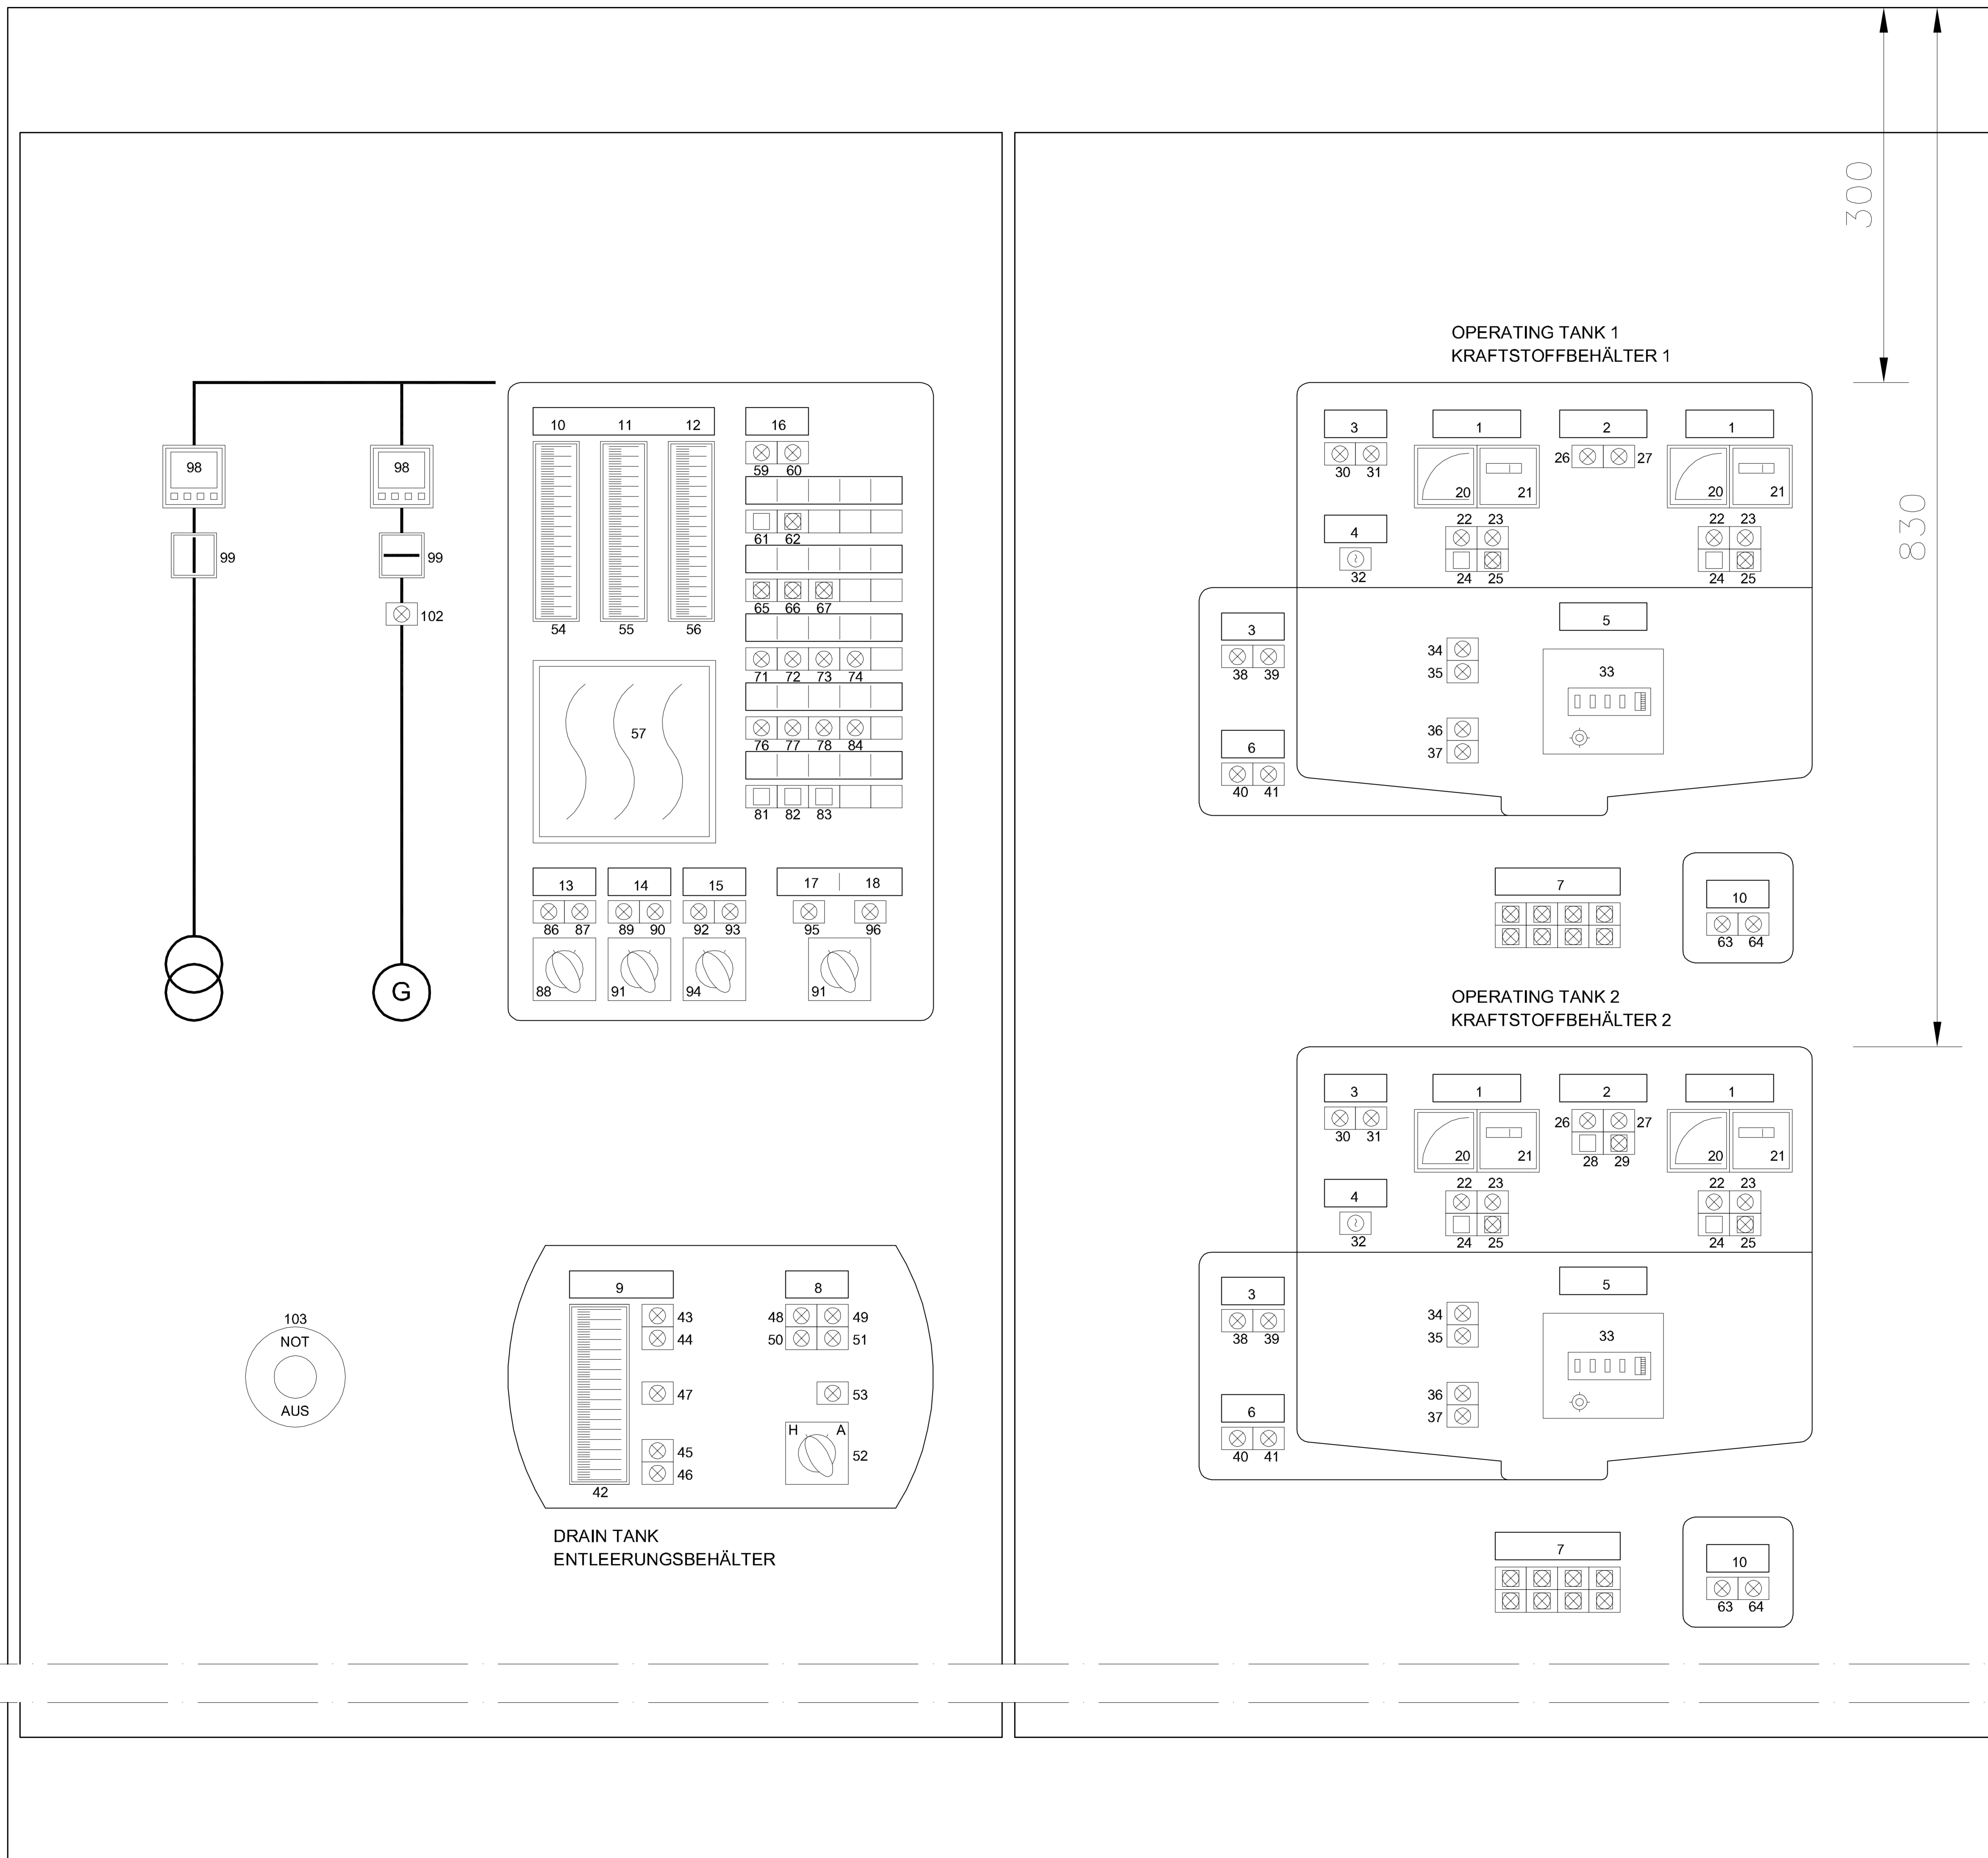 300
830
98
98
99
99
102
G
10 11 12
54 55 56
57
16
59 60
61 62
65 66 67
71 72 73 74
76 77 78 84
81 82 83
13 14 15 17 18
86 87 89 90 92 93 95 96
88 91 94 91
103
NOT
AUS
9 8
43
44
47
45
46
42
48 49
50 51
53
H A
52
DRAIN TANK
ENTLEERUNGSBEHÄLTER
OPERATING TANK 1
KRAFTSTOFFBEHÄLTER 1
3 1 2 1
30 31
26 27
20 21 20 21
22 23 22 23
4
32
24 25 24 25
3
38 39
34
35
5
33
36
37
6
40 41
7
10
63 64
OPERATING TANK 2
KRAFTSTOFFBEHÄLTER 2
3 1 2 1
30 31
26 27
28 29
20 21 20 21
22 23 22 23
4
32
24 25 24 25
3
38 39
34
35
5
33
36
37
6
40 41
7
10
63 64